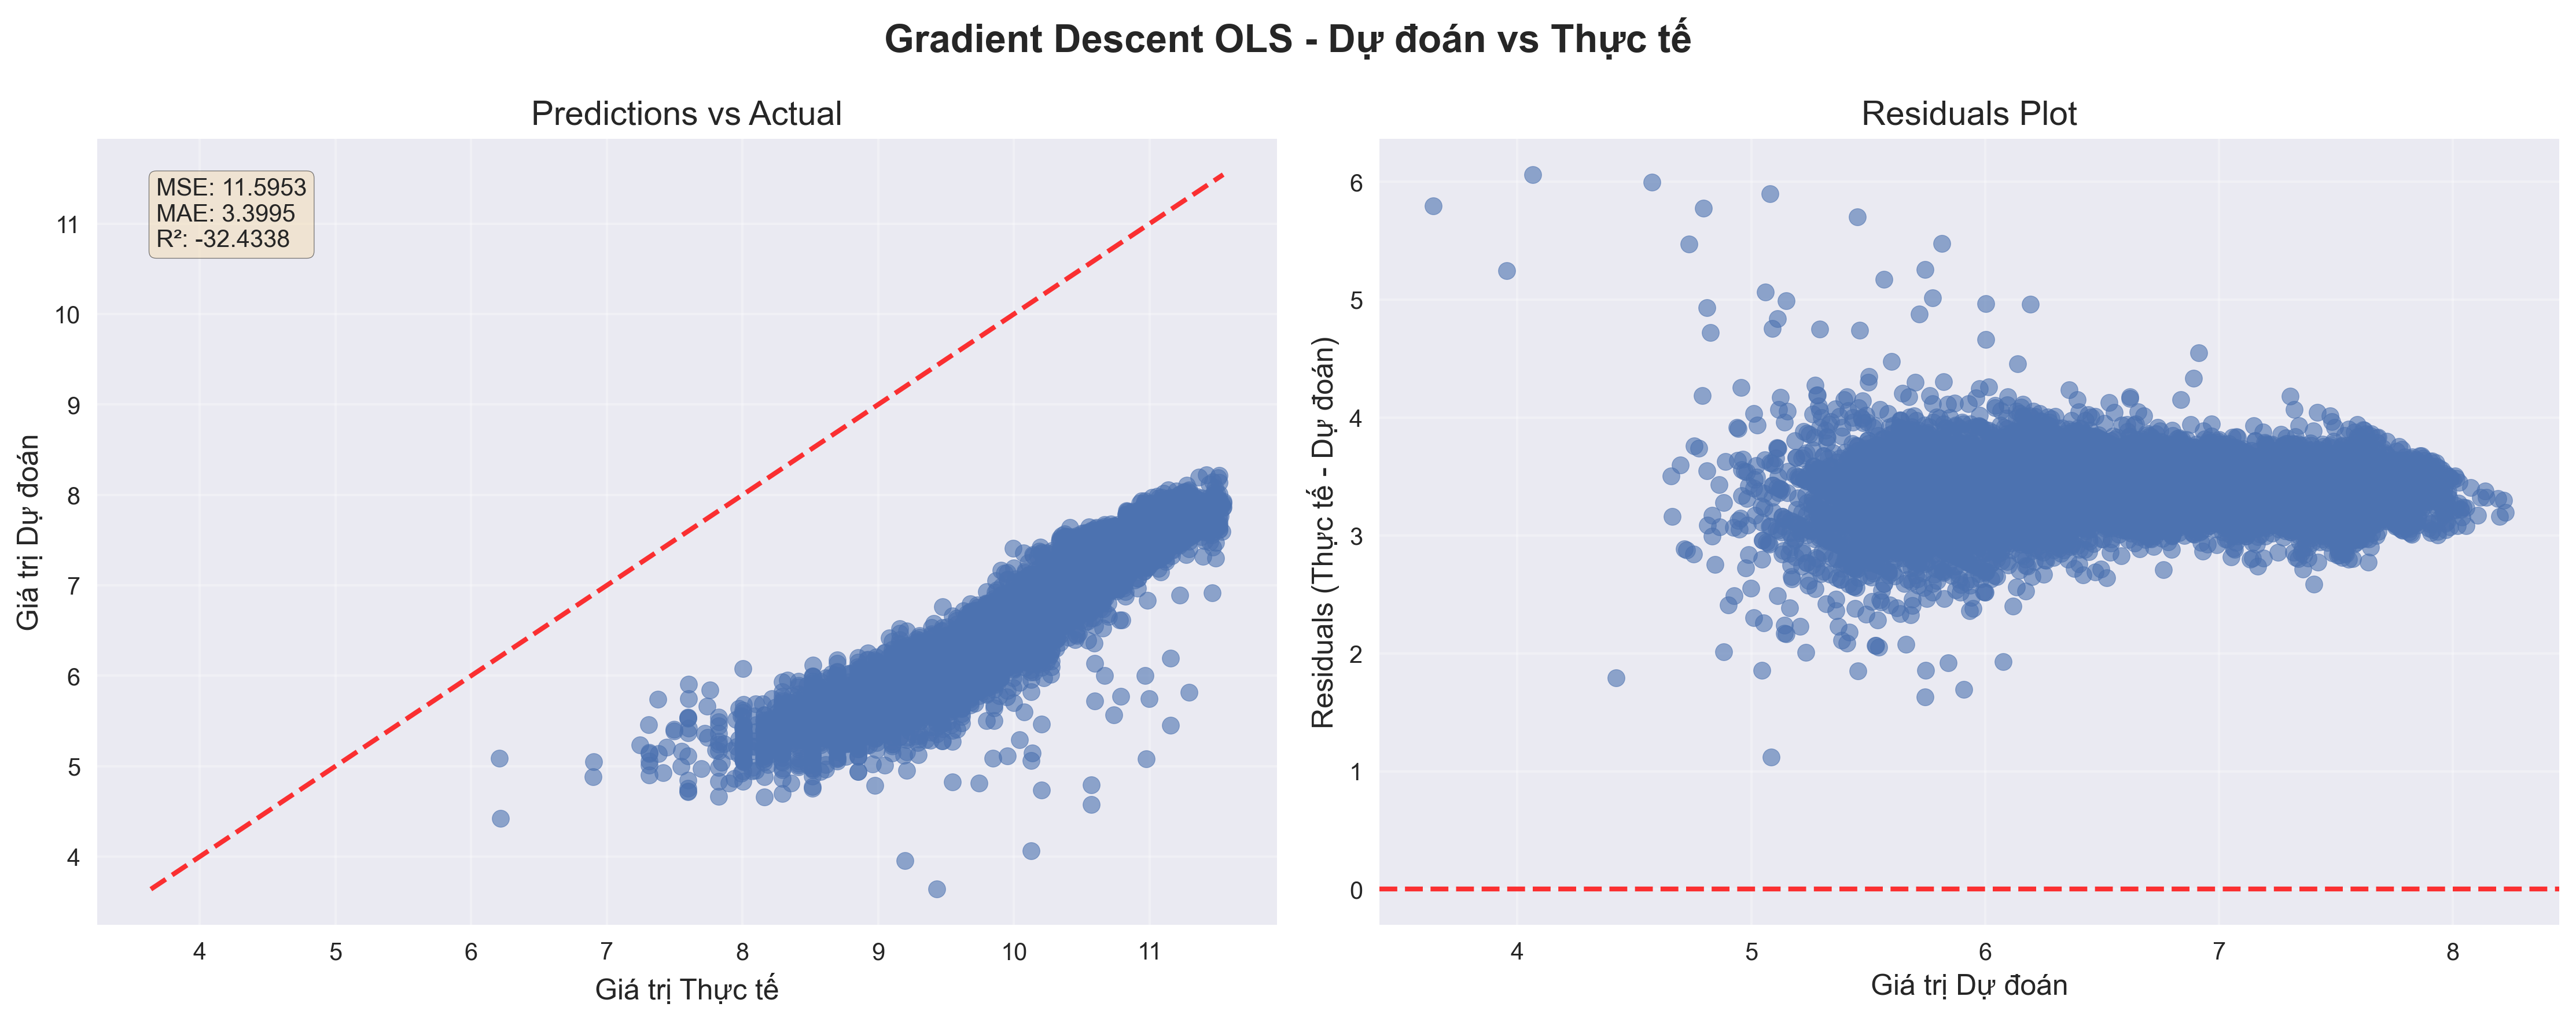 Gradient Descent OLS - Dự đoán vs Thực tế
Predictions vs Actual
MSE: 11.5953
MAE: 3.3995
R²: -32.4338
Giá trị Dự đoán
11
10
9
8
7
6
5
4
4 5 6 7 8 9 10 11
Giá trị Thực tế
Residuals Plot
Residuals (Thực tế - Dự đoán)
6
5
4
3
2
1
0
4 5 6 7 8
Giá trị Dự đoán